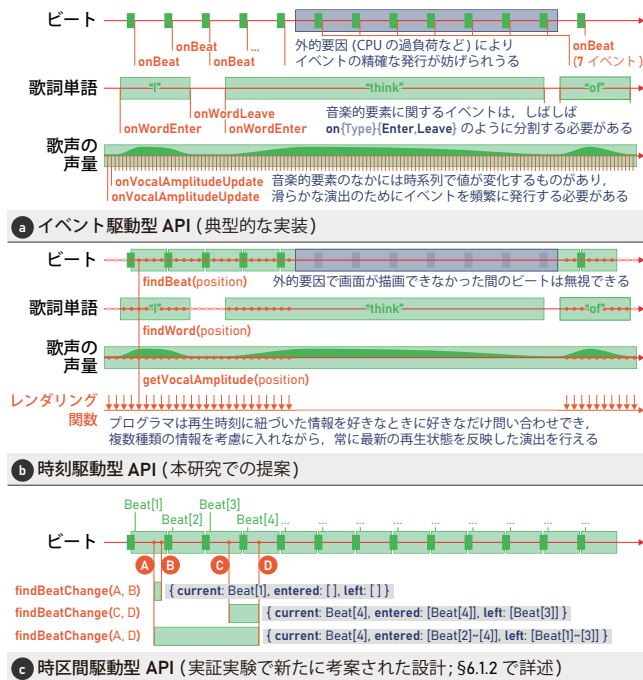 ビート
onBeat
onBeat
onBeat
onBeat
...
外的要因 (CPU の過負荷など) により
イベントの精確な発行が妨げられうる
onBeat
(7 イベント)
歌詞単語
"I"
"think"
"of"
onWordEnter
onWordLeave
onWordEnter
音楽的要素に関するイベントは，しばしば
on{Type}{Enter,Leave} のように分割する必要がある
歌声の
声量
onVocalAmplitudeUpdate
onVocalAmplitudeUpdate
音楽的要素のなかには時系列で値が変化するものがあり，
滑らかな演出のためにイベントを頻繁に発行する必要がある
a イベント駆動型 API (典型的な実装)
ビート
findBeat(position)
外的要因で画面が描画できなかった間のビートは無視できる
歌詞単語
"I"
"think"
"of"
findWord(position)
歌声の
声量
getVocalAmplitude(position)
レンダリング
関数
プログラマは再生時刻に紐づいた情報を好きなときに好きなだけ問い合わせでき，
複数種類の情報を考慮に入れながら，常に最新の再生状態を反映した演出を行える
b 時刻駆動型 API (本研究での提案)
Beat[1]
Beat[3]
Beat[2]
Beat[4]
... ... ... ... ... ... ... ... ...
ビート
A B C D
findBeatChange(A, B)
{ current: Beat[1], entered: [ ], left: [ ] }
findBeatChange(C, D)
{ current: Beat[4], entered: [Beat[4]], left: [Beat[3]] }
findBeatChange(A, D)
{ current: Beat[4], entered: [Beat[2]~[4]], left: [Beat[1]~[3]] }
c 時区間駆動型 API (実証実験で新たに考案された設計; §6.1.2 で詳述)